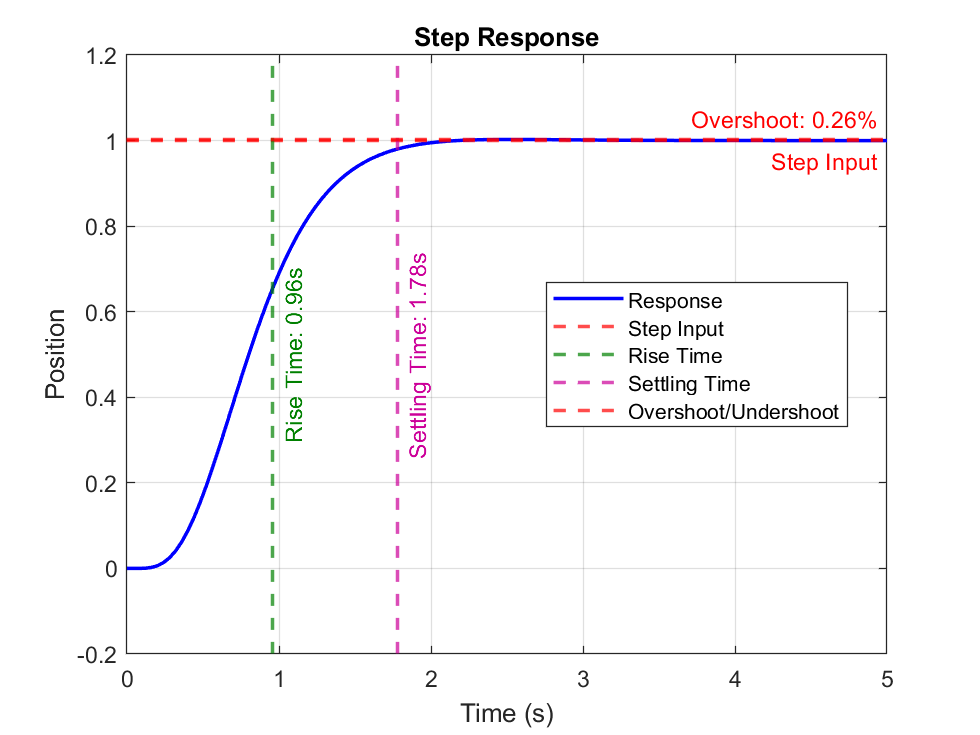 Step Response
1.2
1
0.8
0.6
0.4
0.2
0
-0.2
Position
Overshoot: 0.26%
Step Input
Rise Time: 0.96s
Settling Time: 1.78s
Response
Step Input
Rise Time
Settling Time
Overshoot/Undershoot
0 1 2 3 4 5
Time (s)